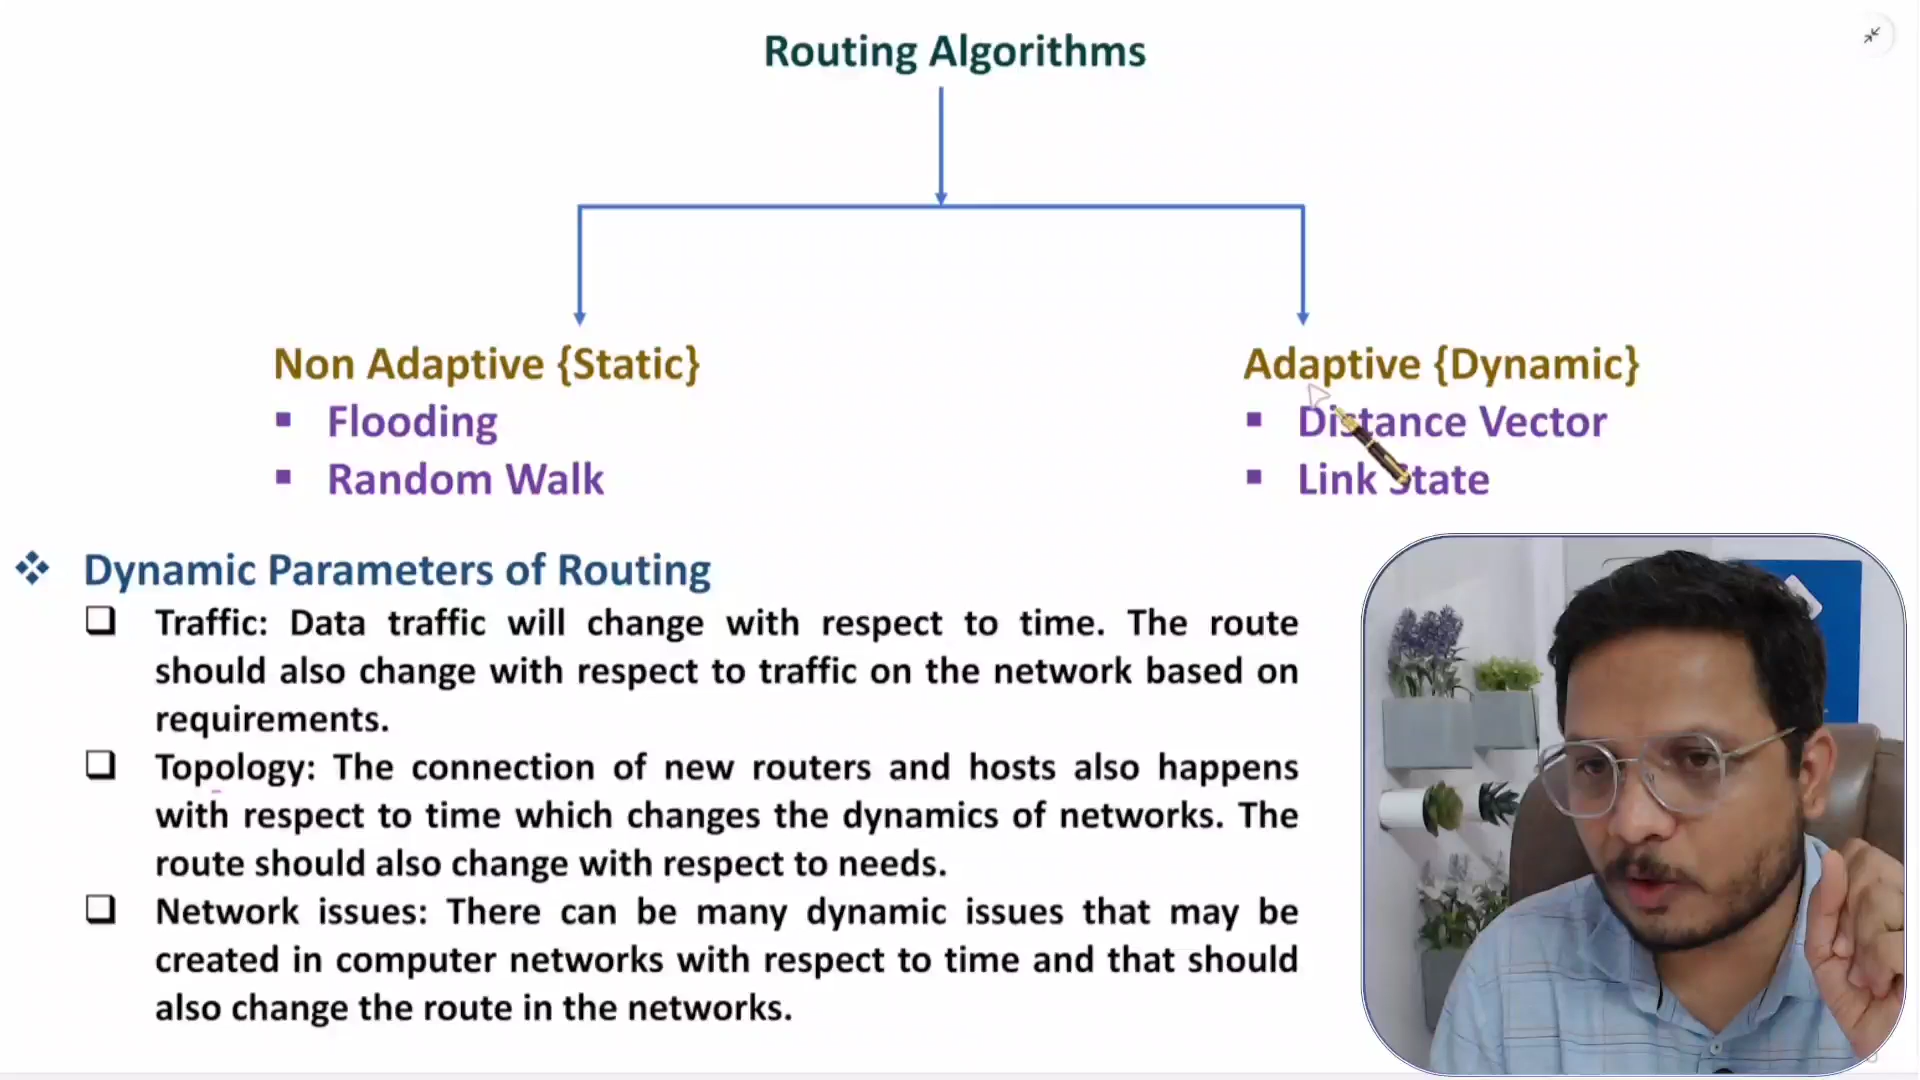 Routing Algorithms
Non Adaptive {Static}
Adaptive {Dynamic}
Flooding
Distance Vector
Random Walk
Link State
Dynamic Parameters of Routing
Traffic: Data traffic will change with respect to time. The route
should also change with respect to traffic on the network based on
requirements.
Topology: The connection of new routers and hosts also happens
with respect to time which changes the dynamics of networks. The
route should also change with respect to needs.
Network issues: There can be many dynamic issues that may be
created in computer networks with respect to time and that should
also change the route in the networks.